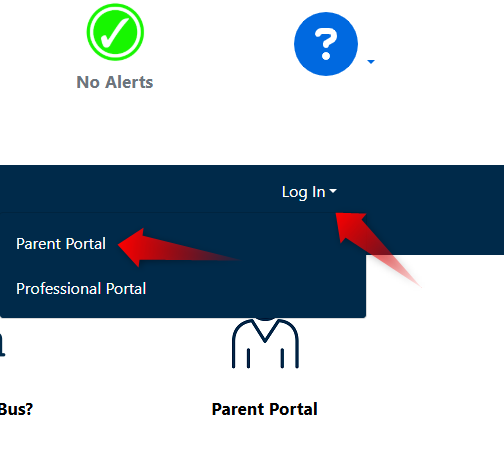 No Alerts
?
Log In
Parent Portal
Professional Portal
Bus?
Parent Portal